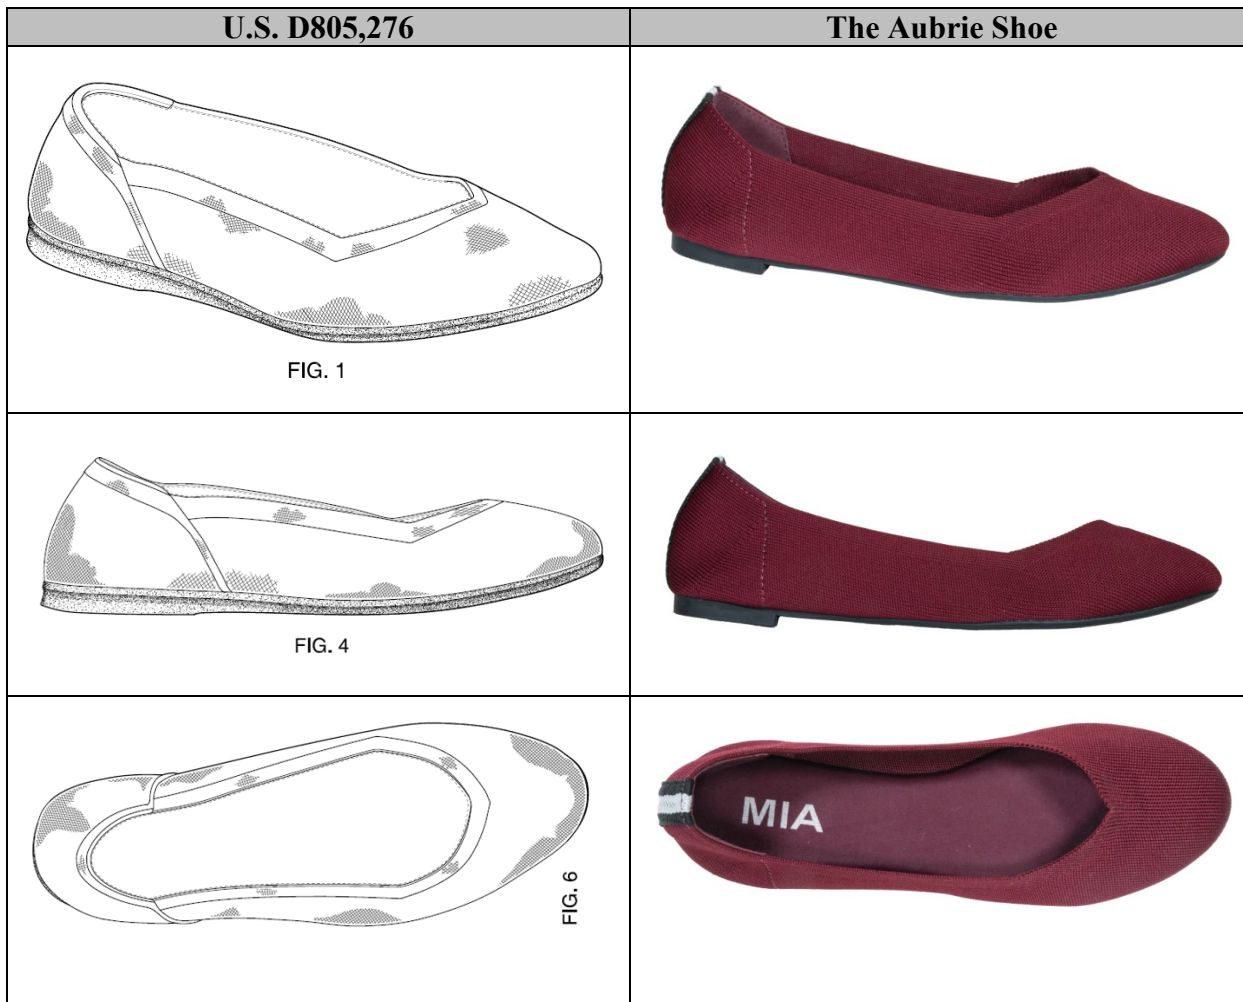 U.S. D805,276
The Aubrie Shoe
FIG. 1
FIG. 4
FIG. 6
MIA